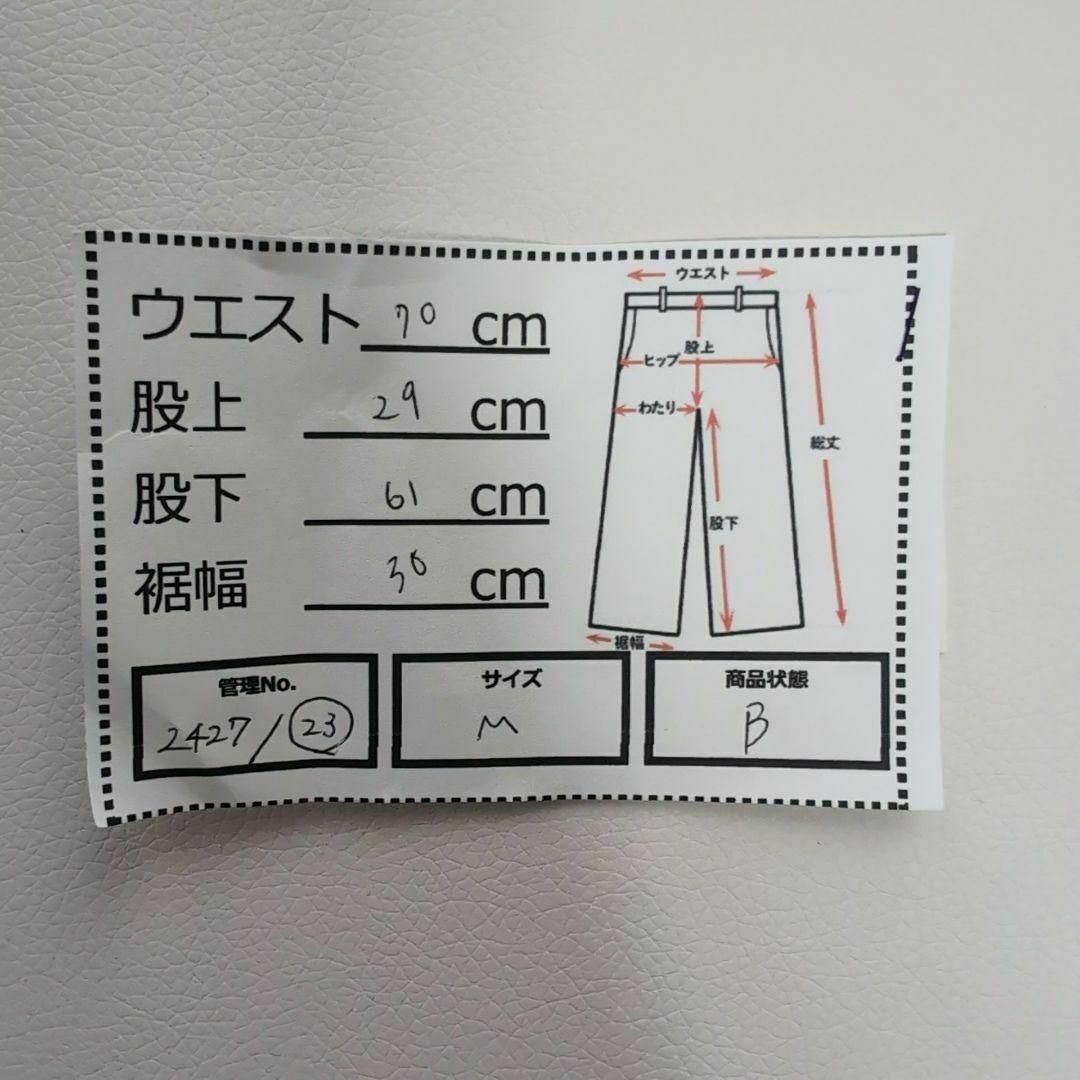 ウエスト 70 cm
股上 29 cm
股下 61 cm
裾幅 30 cm
ウエスト
股上
ヒップ
わたり
総丈
股下
裾幅
管理No.
2427/23
サイズ
M
商品状態
B